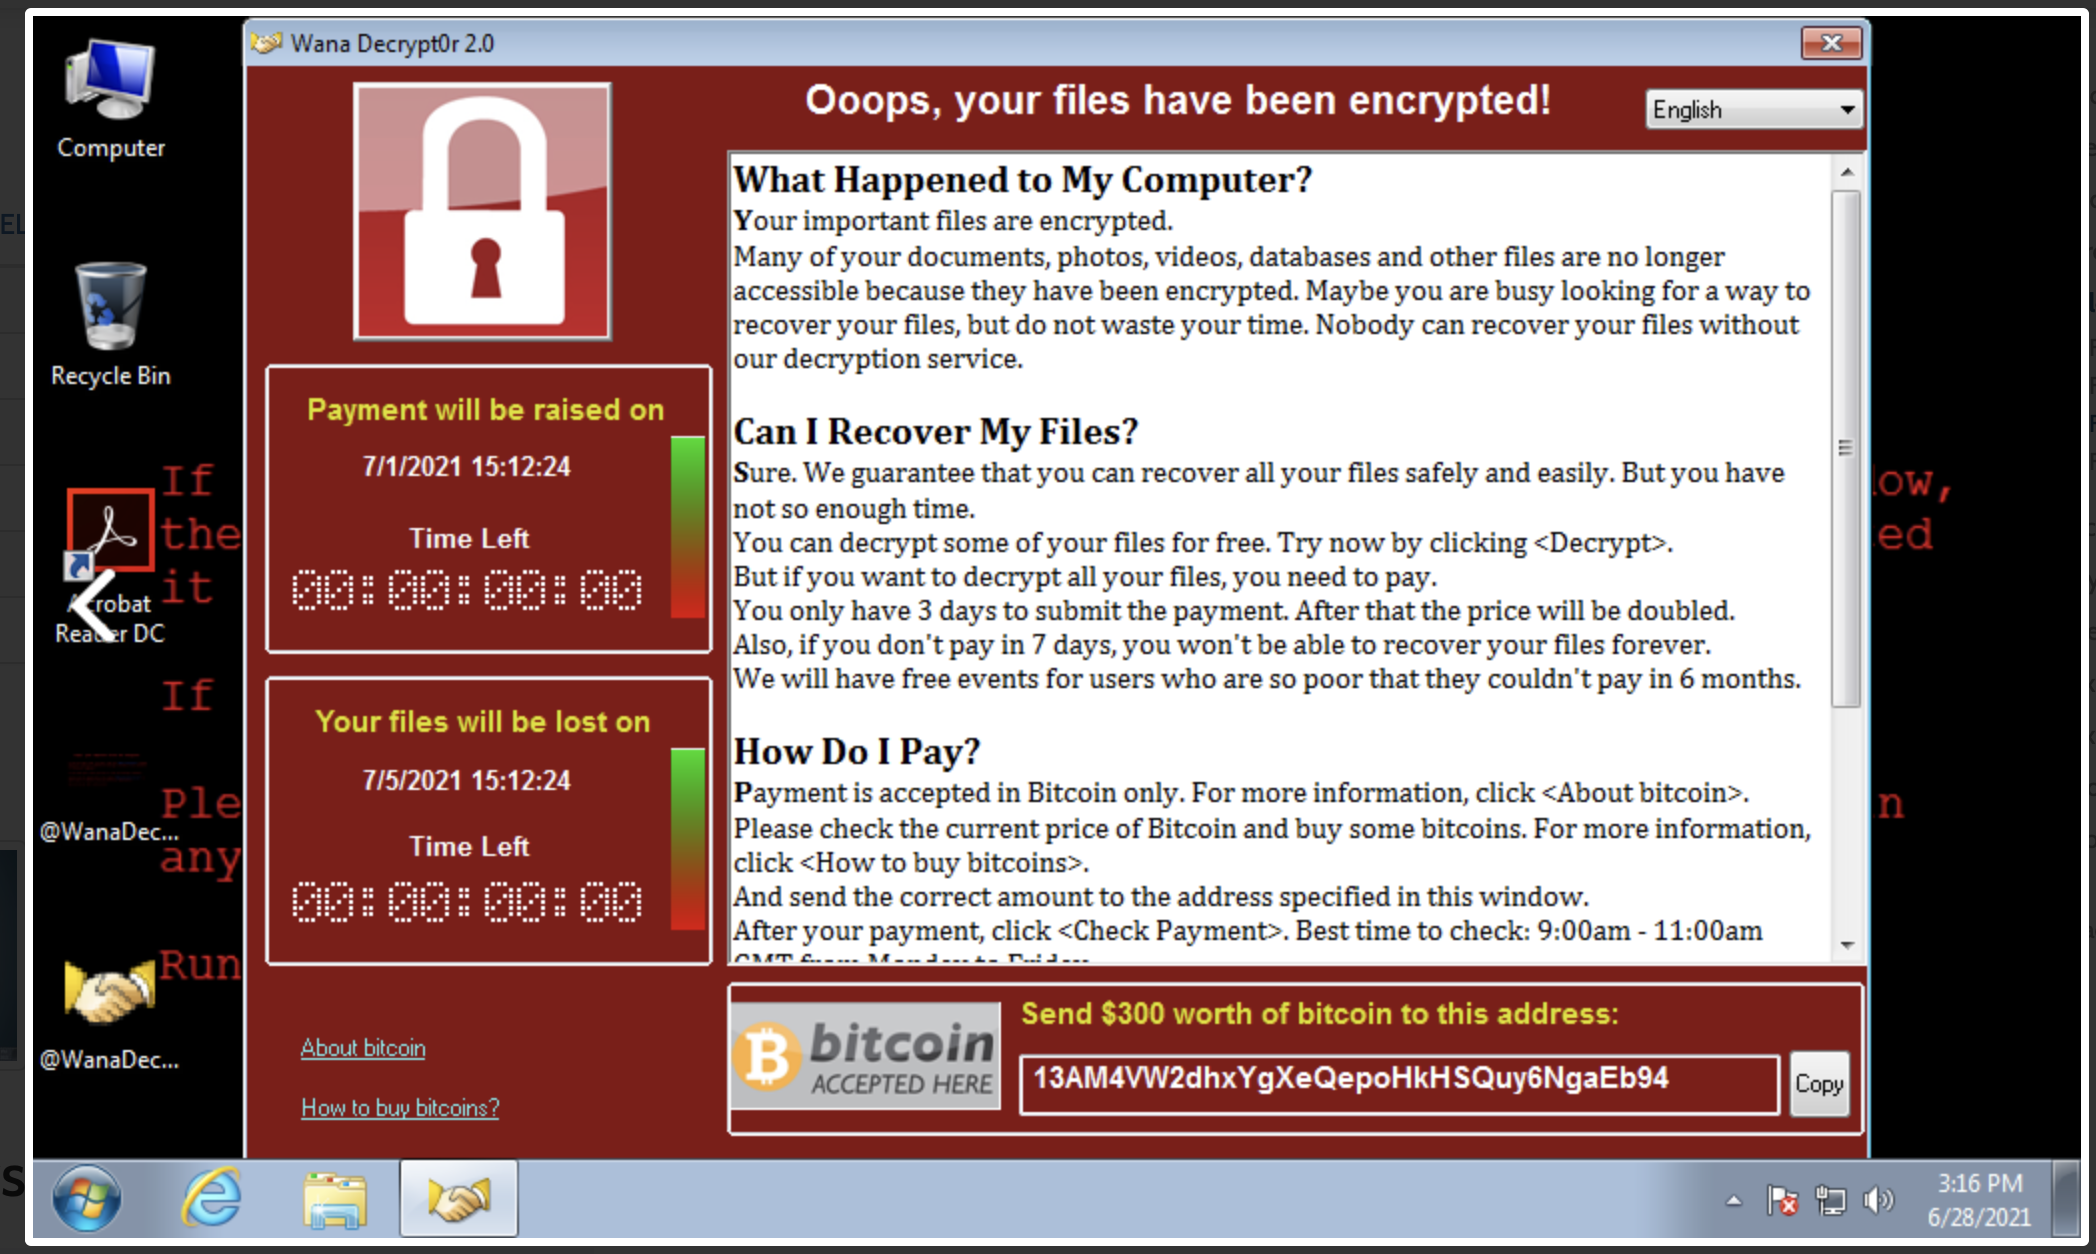 Computer
Recycle Bin
Acrobat
Reader DC
@WanaDec...
@WanaDec...
If
the
it
If
Ple
any
Run
ow,
ed
n
Wana Decrypt0r 2.0
Ooops, your files have been encrypted!
English
Payment will be raised on
7/1/2021 15:12:24
Time Left
00:00:00:00
Your files will be lost on
7/5/2021 15:12:24
Time Left
00:00:00:00
About bitcoin
How to buy bitcoins?
What Happened to My Computer?
Your important files are encrypted.
Many of your documents, photos, videos, databases and other files are no longer
accessible because they have been encrypted. Maybe you are busy looking for a way to
recover your files, but do not waste your time. Nobody can recover your files without
our decryption service.
Can I Recover My Files?
Sure. We guarantee that you can recover all your files safely and easily. But you have
not so enough time.
You can decrypt some of your files for free. Try now by clicking <Decrypt>.
But if you want to decrypt all your files, you need to pay.
You only have 3 days to submit the payment. After that the price will be doubled.
Also, if you don't pay in 7 days, you won't be able to recover your files forever.
We will have free events for users who are so poor that they couldn't pay in 6 months.
How Do I Pay?
Payment is accepted in Bitcoin only. For more information, click <About bitcoin>.
Please check the current price of Bitcoin and buy some bitcoins. For more information,
click <How to buy bitcoins>.
And send the correct amount to the address specified in this window.
After your payment, click <Check Payment>. Best time to check: 9:00am - 11:00am
GMT from Monday to Friday.
bitcoin
ACCEPTED HERE
Send $300 worth of bitcoin to this address:
13AM4VW2dhxYgXeQepoHkHSQuy6NgaEb94
Copy
3:16 PM
6/28/2021